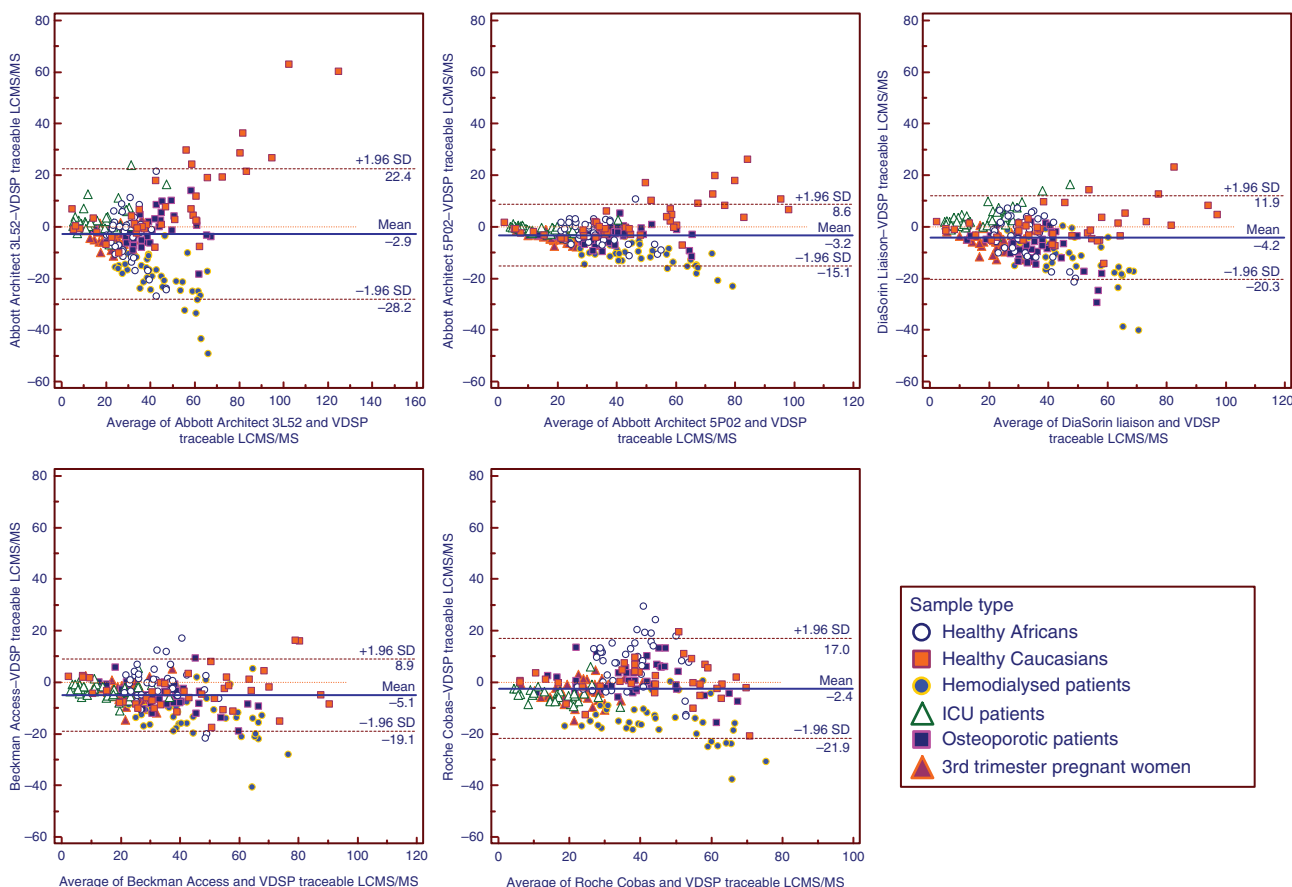 80
60
40
20
0
–20
–40
–60
Abbott Architect 3L52–VDSP traceable LCMS/MS
+1.96 SD
22.4
Mean
–2.9
–1.96 SD
–28.2
0 20 40 60 80 100 120 140 160
Average of Abbott Architect 3L52 and VDSP
traceable LCMS/MS
80
60
40
20
0
–20
–40
–60
Abbott Architect 5P02–VDSP traceable LCMS/MS
+1.96 SD
8.6
Mean
–3.2
–1.96 SD
–15.1
0 20 40 60 80 100 120
Average of Abbott Architect 5P02 and VDSP
traceable LCMS/MS
80
60
40
20
0
–20
–40
–60
DiaSorin Liaison–VDSP traceable LCMS/MS
+1.96 SD
11.9
Mean
–4.2
–1.96 SD
–20.3
0 20 40 60 80 100 120
Average of DiaSorin liaison and VDSP
traceable LCMS/MS
80
60
40
20
0
–20
–40
–60
Beckman Access–VDSP traceable LCMS/MS
+1.96 SD
8.9
Mean
–5.1
–1.96 SD
–19.1
0 20 40 60 80 100 120
Average of Beckman Access and VDSP traceable LCMS/MS
80
60
40
20
0
–20
–40
–60
Roche Cobas–VDSP traceable LCMS/MS
+1.96 SD
17.0
Mean
–2.4
–1.96 SD
–21.9
0 20 40 60 80 100
Average of Roche Cobas and VDSP traceable LCMS/MS
Sample type
Healthy Africans
Healthy Caucasians
Hemodialysed patients
ICU patients
Osteoporotic patients
3rd trimester pregnant women